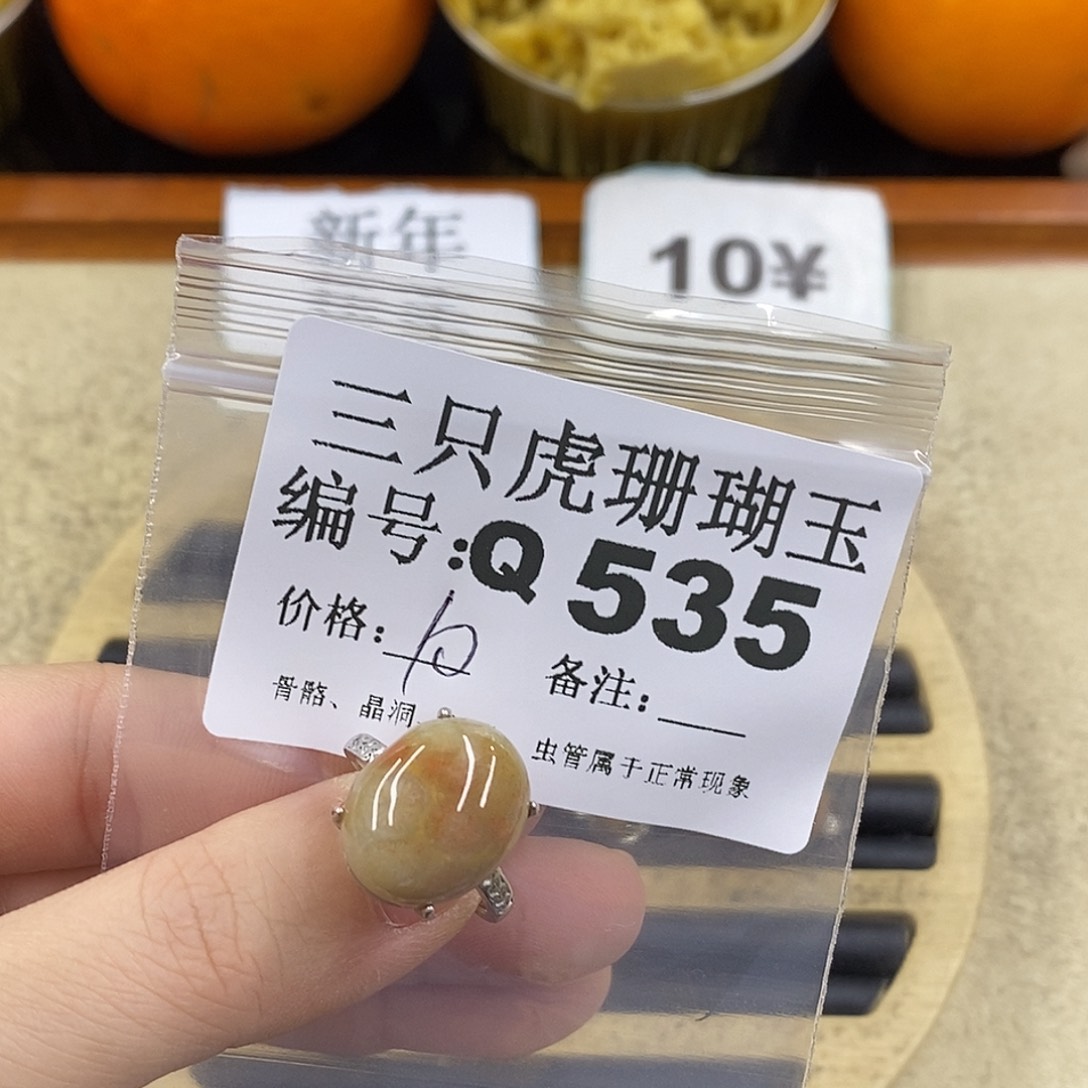 新年
10¥
三只虎珊瑚玉
编号:Q 535
价格:
备注:
骨骼、晶洞
虫管属于正常现象